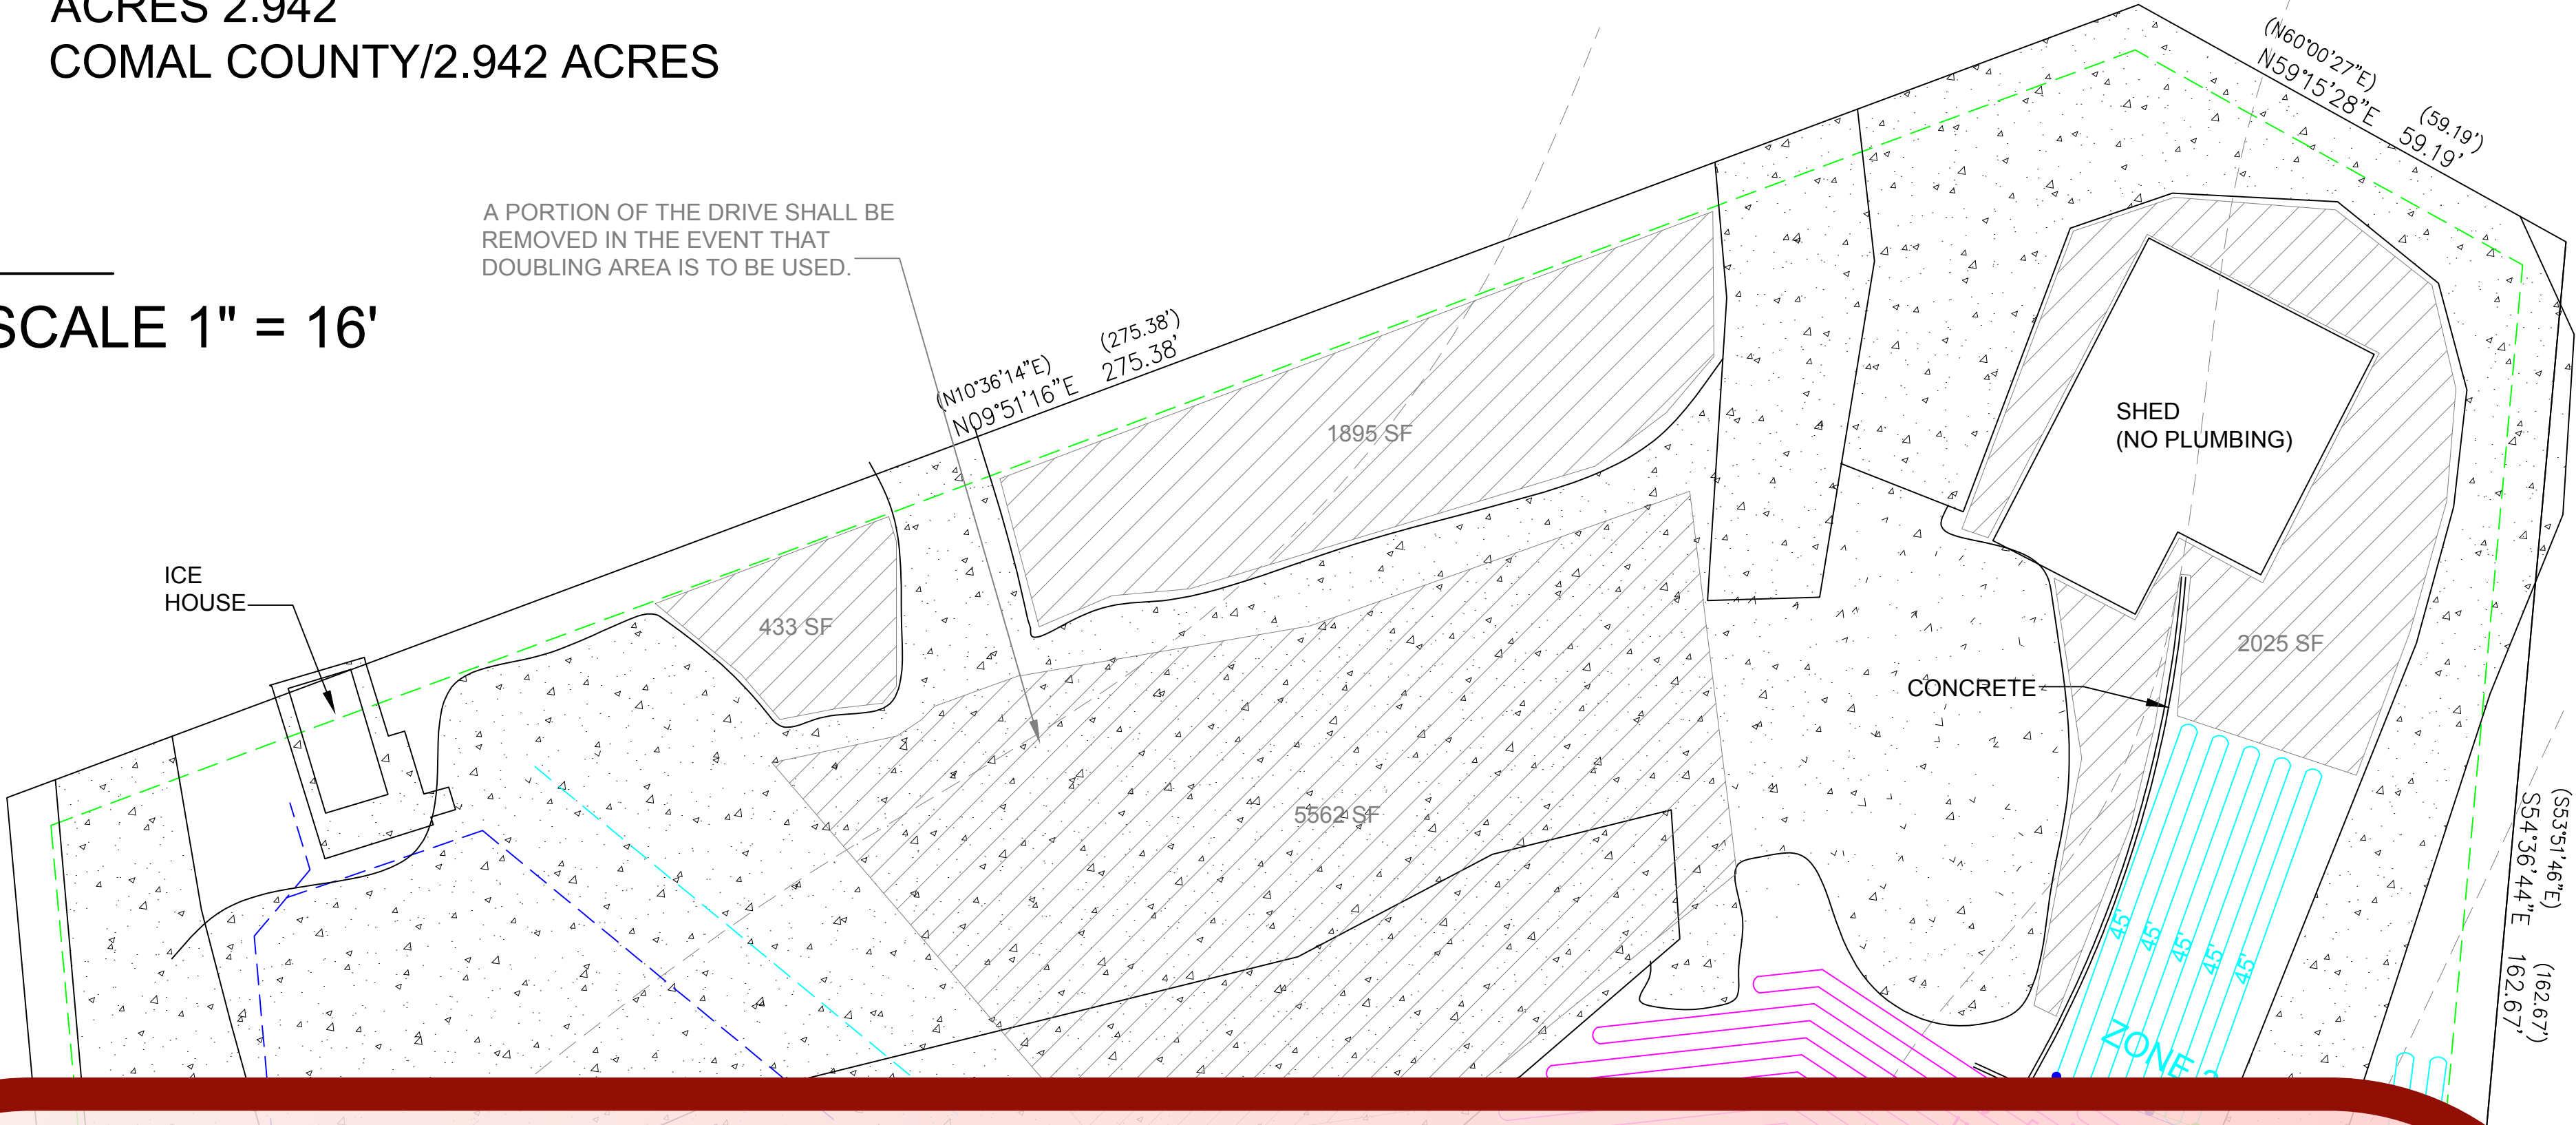 ACRES 2.942
COMAL COUNTY/2.942 ACRES
SCALE 1" = 16'
A PORTION OF THE DRIVE SHALL BE
REMOVED IN THE EVENT THAT
DOUBLING AREA IS TO BE USED.
(N60°00'27"E)
N59°15'28"E
(59.19')
59.19'
(N10°36'14"E)
N09°51'16"E
(275.38')
275.38'
1895 SF
SHED
(NO PLUMBING)
ICE
HOUSE
433 SF
2025 SF
CONCRETE
5562 SF
(S53°51'46"E)
S54°36'44"E
(162.67')
162.67'
45'
45'
45'
45'
45'
ZONE